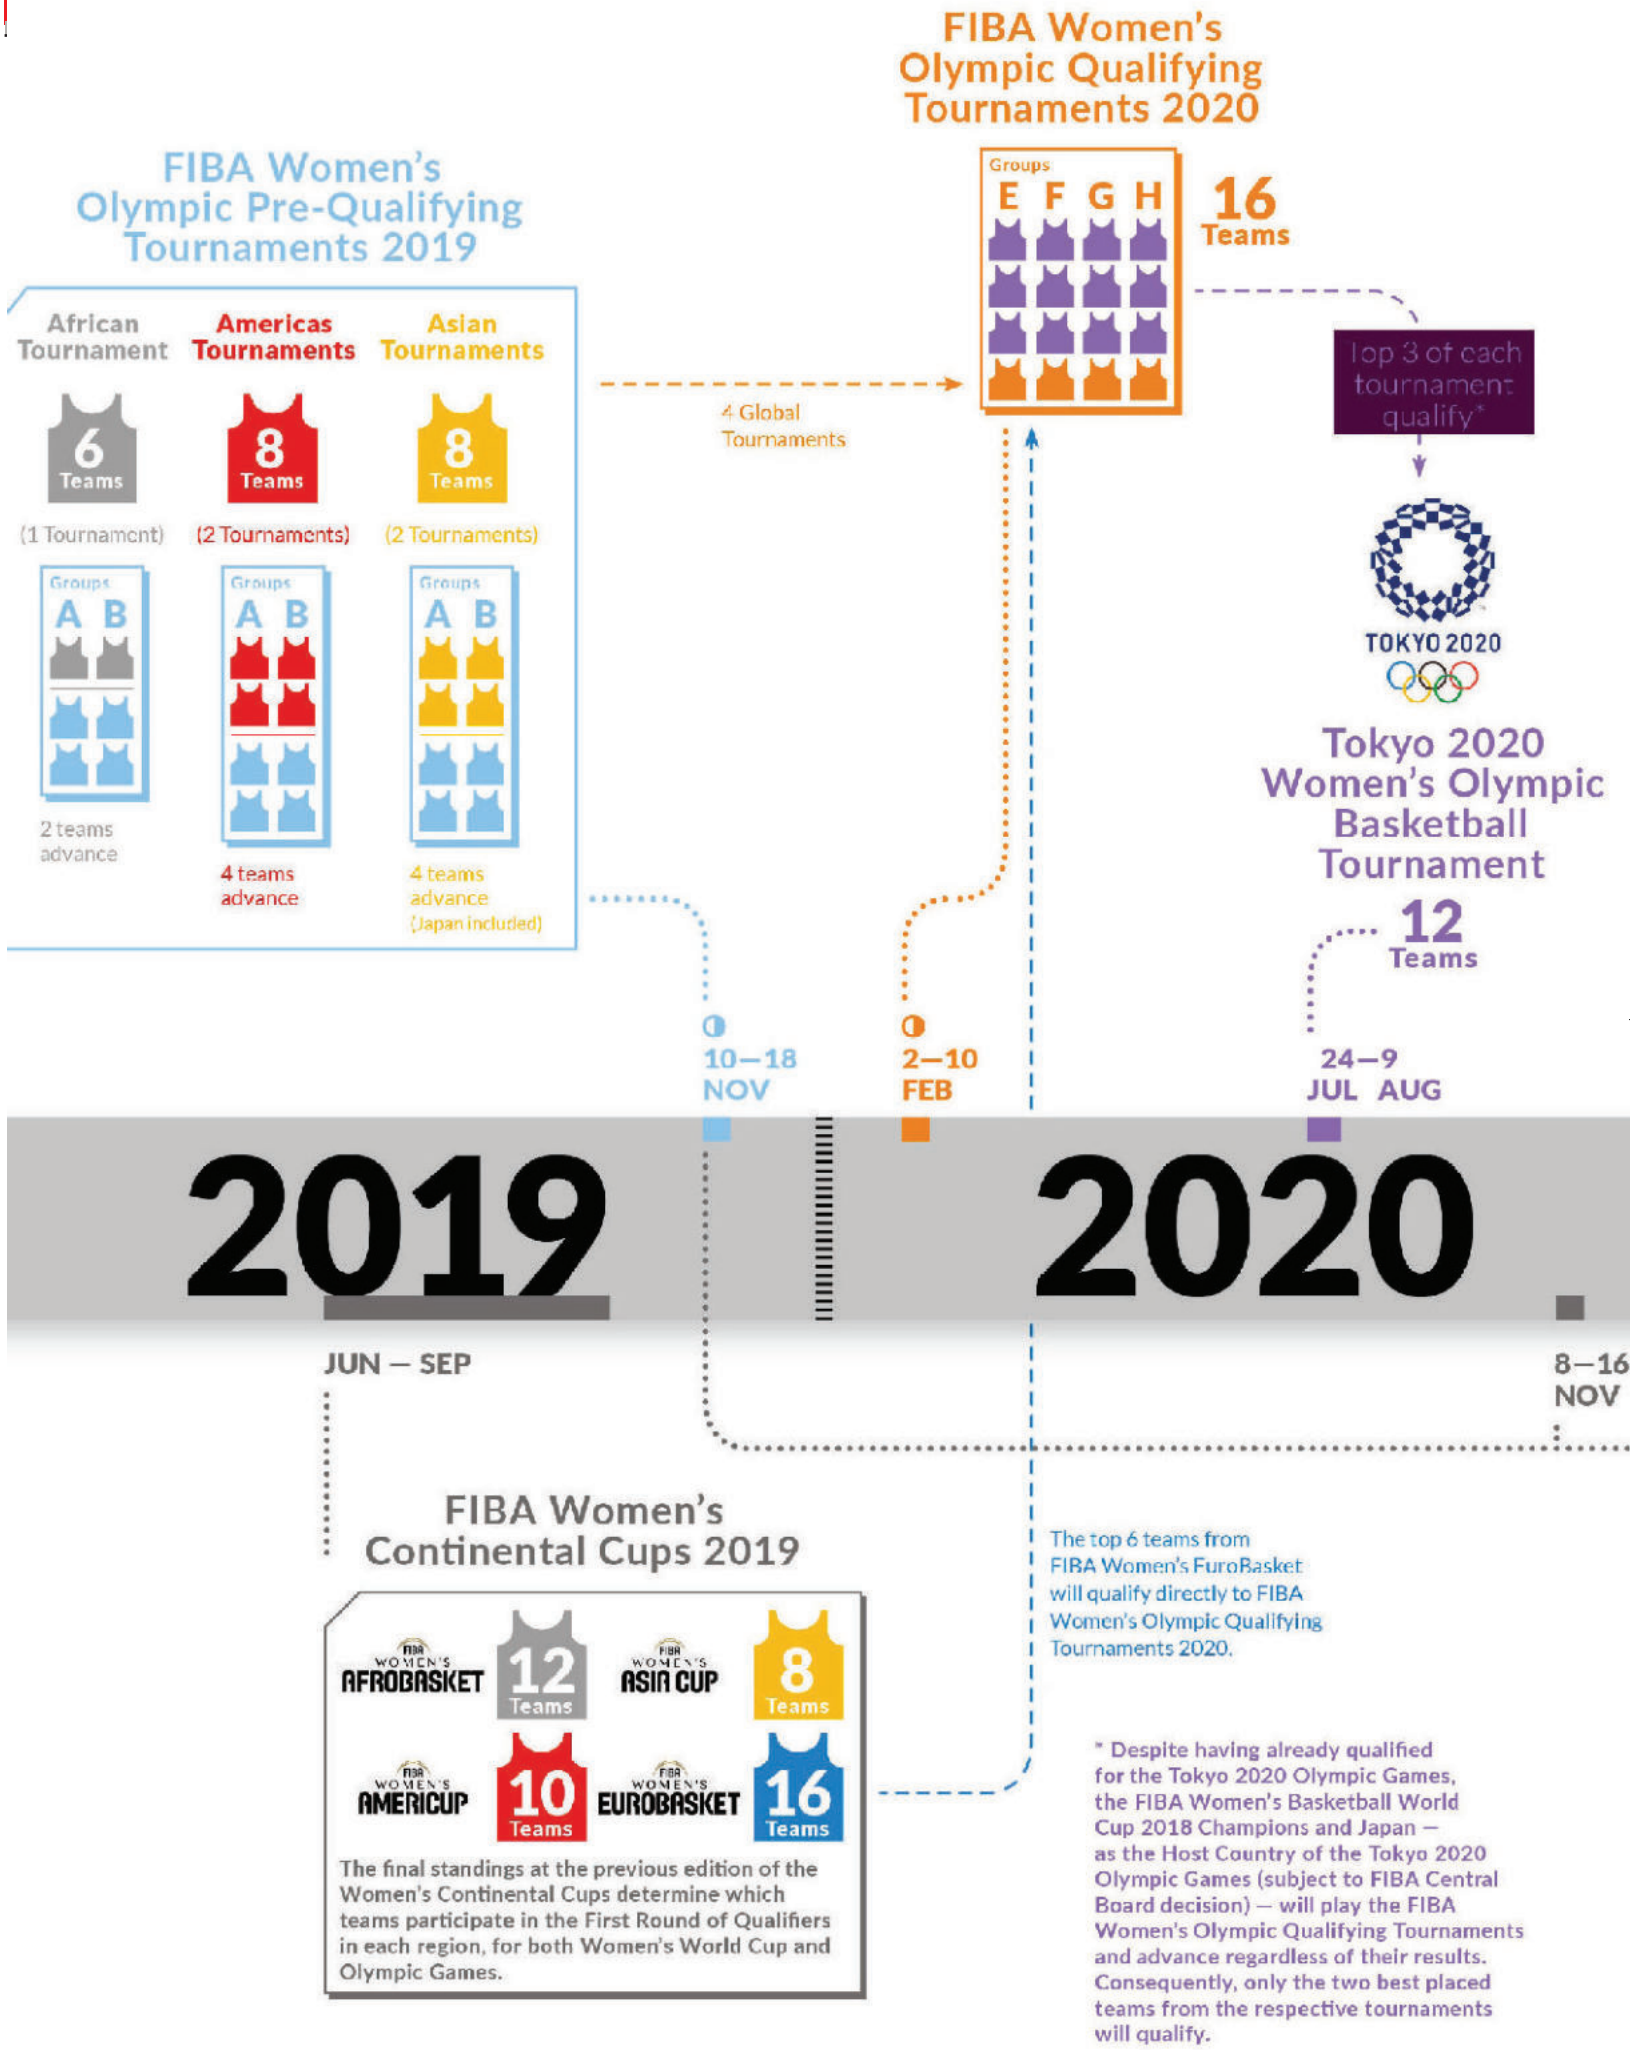 FIBA Women's
Olympic Qualifying
Tournaments 2020
Groups
E F G H
16
Teams
FIBA Women's
Olympic Pre-Qualifying
Tournaments 2019
African
Tournament
Americas
Tournaments
Asian
Tournaments
6
Teams
8
Teams
8
Teams
(1 Tournament)
(2 Tournaments)
(2 Tournaments)
Groups
A B
Groups
A B
Groups
A B
2 teams
advance
4 teams
advance
4 teams
advance
(Japan included)
4 Global
Tournaments
Top 3 of each
tournament
qualify*
TOKYO 2020
Tokyo 2020
Women's Olympic
Basketball
Tournament
12
Teams
10—18
NOV
2—10
FEB
24—9
JUL AUG
2019
2020
JUN — SEP
8—16
NOV
FIBA Women's
Continental Cups 2019
FIBA
WOMEN'S
AFROBASKET
12
Teams
FIBA
WOMEN'S
ASIA CUP
8
Teams
FIBA
WOMEN'S
AMERICUP
10
Teams
FIBA
WOMEN'S
EUROBASKET
16
Teams
The final standings at the previous edition of the
Women's Continental Cups determine which
teams participate in the First Round of Qualifiers
in each region, for both Women's World Cup and
Olympic Games.
The top 6 teams from
FIBA Women's EuroBasket
will qualify directly to FIBA
Women's Olympic Qualifying
Tournaments 2020.
* Despite having already qualified
for the Tokyo 2020 Olympic Games,
the FIBA Women's Basketball World
Cup 2018 Champions and Japan —
as the Host Country of the Tokyo 2020
Olympic Games (subject to FIBA Central
Board decision) — will play the FIBA
Women's Olympic Qualifying Tournaments
and advance regardless of their results.
Consequently, only the two best placed
teams from the respective tournaments
will qualify.